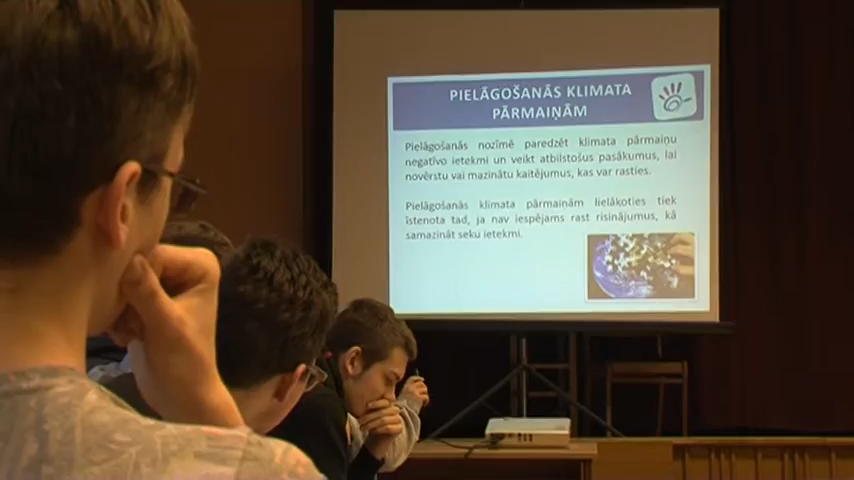 PIELĀGOŠANĀS KLIMATA
PĀRMAIŅĀM
Pielāgošanās nozīmē paredzēt klimata pārmaiņu
negatīvo ietekmi un veikt atbilstošus pasākumus, lai
novērstu vai mazinātu kaitējumus, kas var rasties.
Pielāgošanās klimata pārmaiņām lielākoties tiek
īstenota tad, ja nav iespējams rast risinājumus, kā
samazināt seku ietekmi.